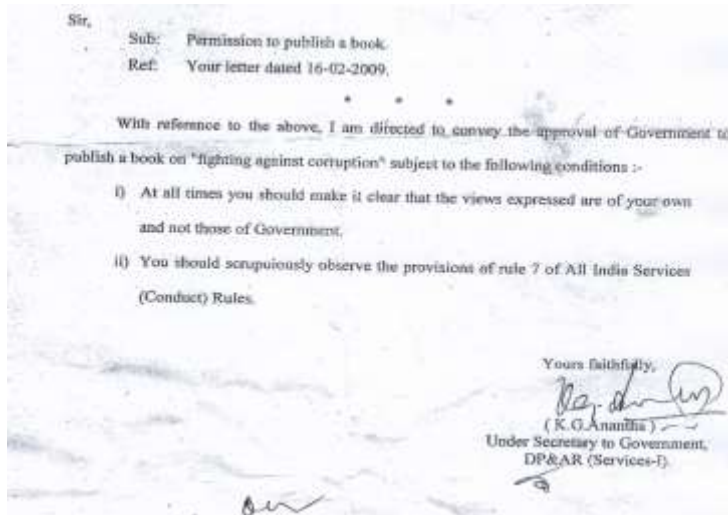 Sir,
Sub: Permission to publish a book.
Ref: Your letter dated 16-02-2009.
* * *
With reference to the above, I am directed to convey the approval of Government to
publish a book on "fighting against corruption" subject to the following conditions :-
i) At all times you should make it clear that the views expressed are of your own
and not those of Government.
ii) You should scrupulously observe the provisions of rule 7 of All India Services
(Conduct) Rules.
Yours faithfully,
( K.G.Anantha )
Under Secretary to Government,
DP&AR (Services-I)